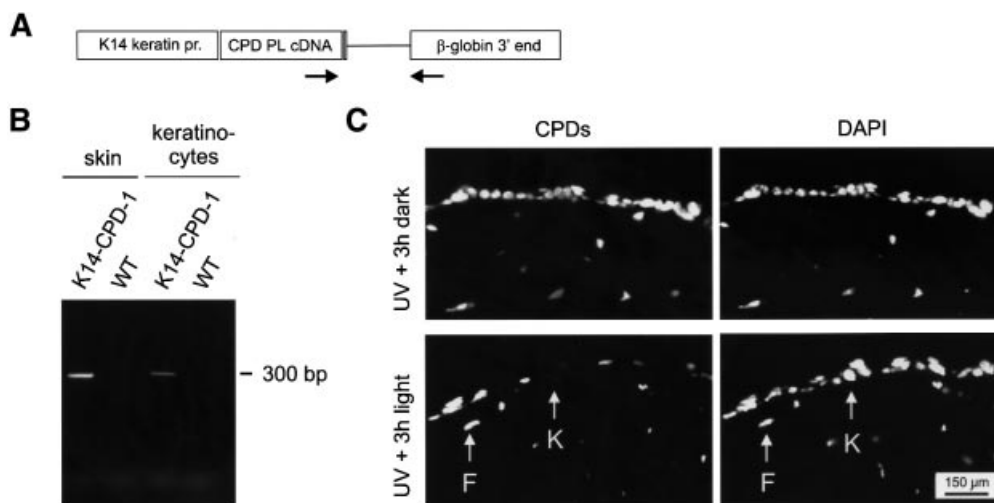 A
K14 keratin pr.
CPD PL cDNA
β-globin 3' end
B
skin
keratino-
cytes
K14-CPD-1
WT
K14-CPD-1
WT
300 bp
C
CPDs
DAPI
UV + 3h dark
UV + 3h light
F
K
F
K
150 µm